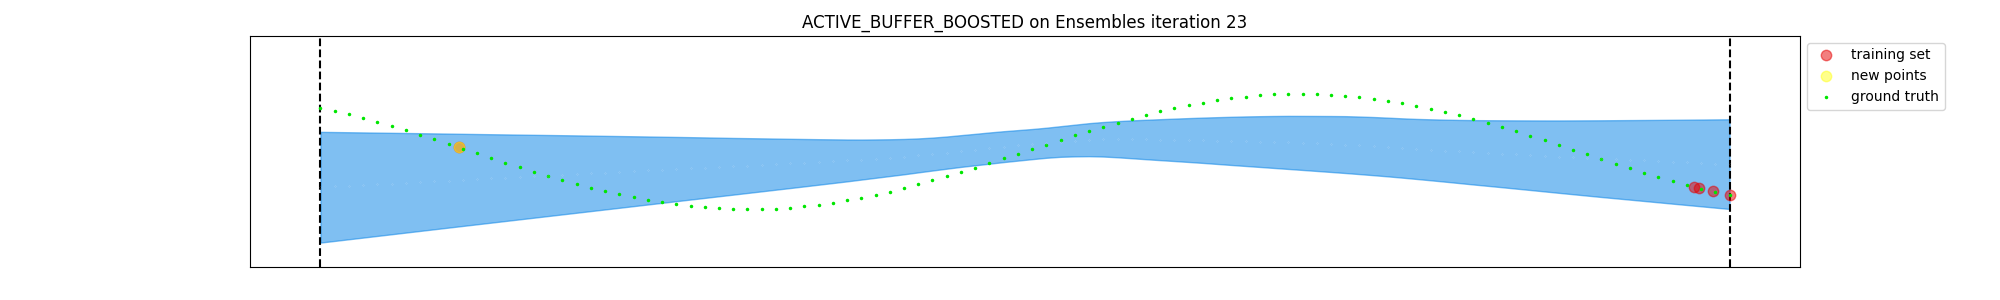 ACTIVE_BUFFER_BOOSTED on Ensembles iteration 23
training set
new points
ground truth